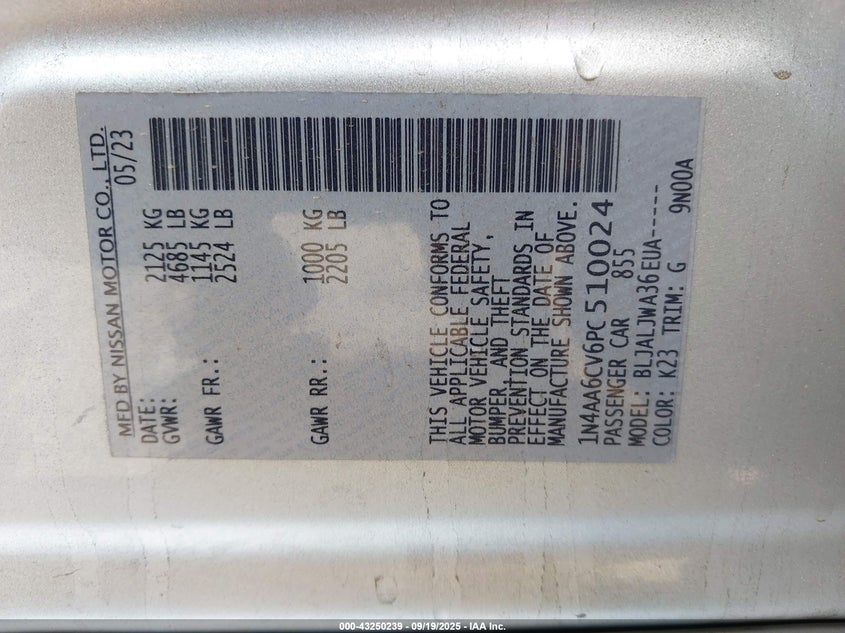 MFD BY NISSAN MOTOR CO., LTD.
DATE: 05/23
GVWR: 2125 KG
4685 LB
GAWR FR.: 1145 KG
2524 LB
GAWR RR.: 1000 KG
2205 LB
THIS VEHICLE CONFORMS TO
ALL APPLICABLE FEDERAL
MOTOR VEHICLE SAFETY,
BUMPER, AND THEFT
PREVENTION STANDARDS IN
EFFECT ON THE DATE OF
MANUFACTURE SHOWN ABOVE.
1N4AA6CV6PC510024
PASSENGER CAR 855
MODEL: BLJALJWA36EUA-----
COLOR: K23 TRIM: G 9N00A
000-43250239 - 09/19/2025 - IAA Inc.